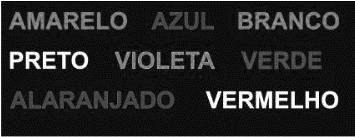 AMARELO AZUL BRANCO
PRETO VIOLETA VERDE
ALARANJADO VERMELHO